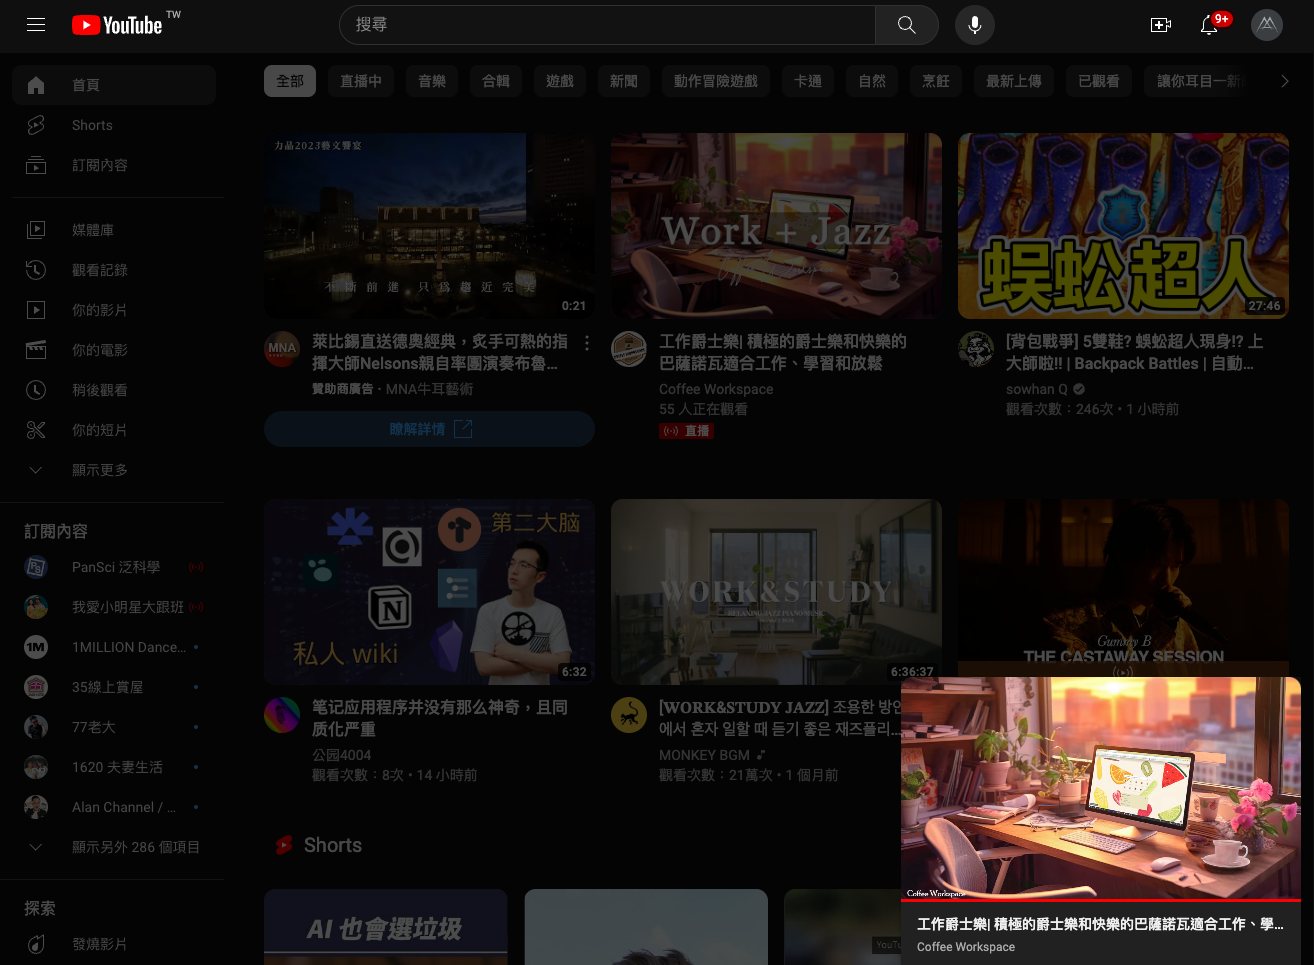 YouTube TW
搜尋
9+
首頁
Shorts
訂閱內容
媒體庫
觀看記錄
你的影片
你的電影
稍後觀看
你的短片
顯示更多
訂閱內容
PanSci 泛科學
我愛小明星大跟班
1MILLION Dance...
35線上賞屋
77老大
1620 夫妻生活
Alan Channel / ...
顯示另外 286 個項目
探索
發燒影片
全部 直播中 音樂 合輯 遊戲 新聞 動作冒險遊戲 卡通 自然 烹飪 最新上傳 已觀看 讓你耳目一新
力品2023藝文饗宴
不斷前進 只為趨近完美
0:21
MNA
萊比錫直送德奧經典，炙手可熱的指
揮大師Nelsons親自率團演奏布魯...
贊助商廣告・MNA牛耳藝術
瞭解詳情
Work + Jazz
工作爵士樂| 積極的爵士樂和快樂的
巴薩諾瓦適合工作、學習和放鬆
Coffee Workspace
55 人正在觀看
直播
蜈蚣超人
27:46
[背包戰爭] 5雙鞋? 蜈蚣超人現身!? 上
大師啦!! | Backpack Battles | 自動...
sowhan Q
觀看次數：246次 • 1 小時前
第二大脑
私人 wiki
6:32
笔记应用程序并没有那么神奇，且同
质化严重
公园4004
觀看次數：8次 • 14 小時前
WORK&STUDY
RELAXING JAZZ PIANO MUSIC
6:36:37
[WORK&STUDY JAZZ] 조용한 방안
에서 혼자 일할 때 듣기 좋은 재즈플리...
MONKEY BGM
觀看次數：21萬次 • 1 個月前
Gummy B
THE CASTAWAY SESSION
Shorts
AI 也會選垃圾
YouTu
Coffee Workspace
工作爵士樂| 積極的爵士樂和快樂的巴薩諾瓦適合工作、學...
Coffee Workspace